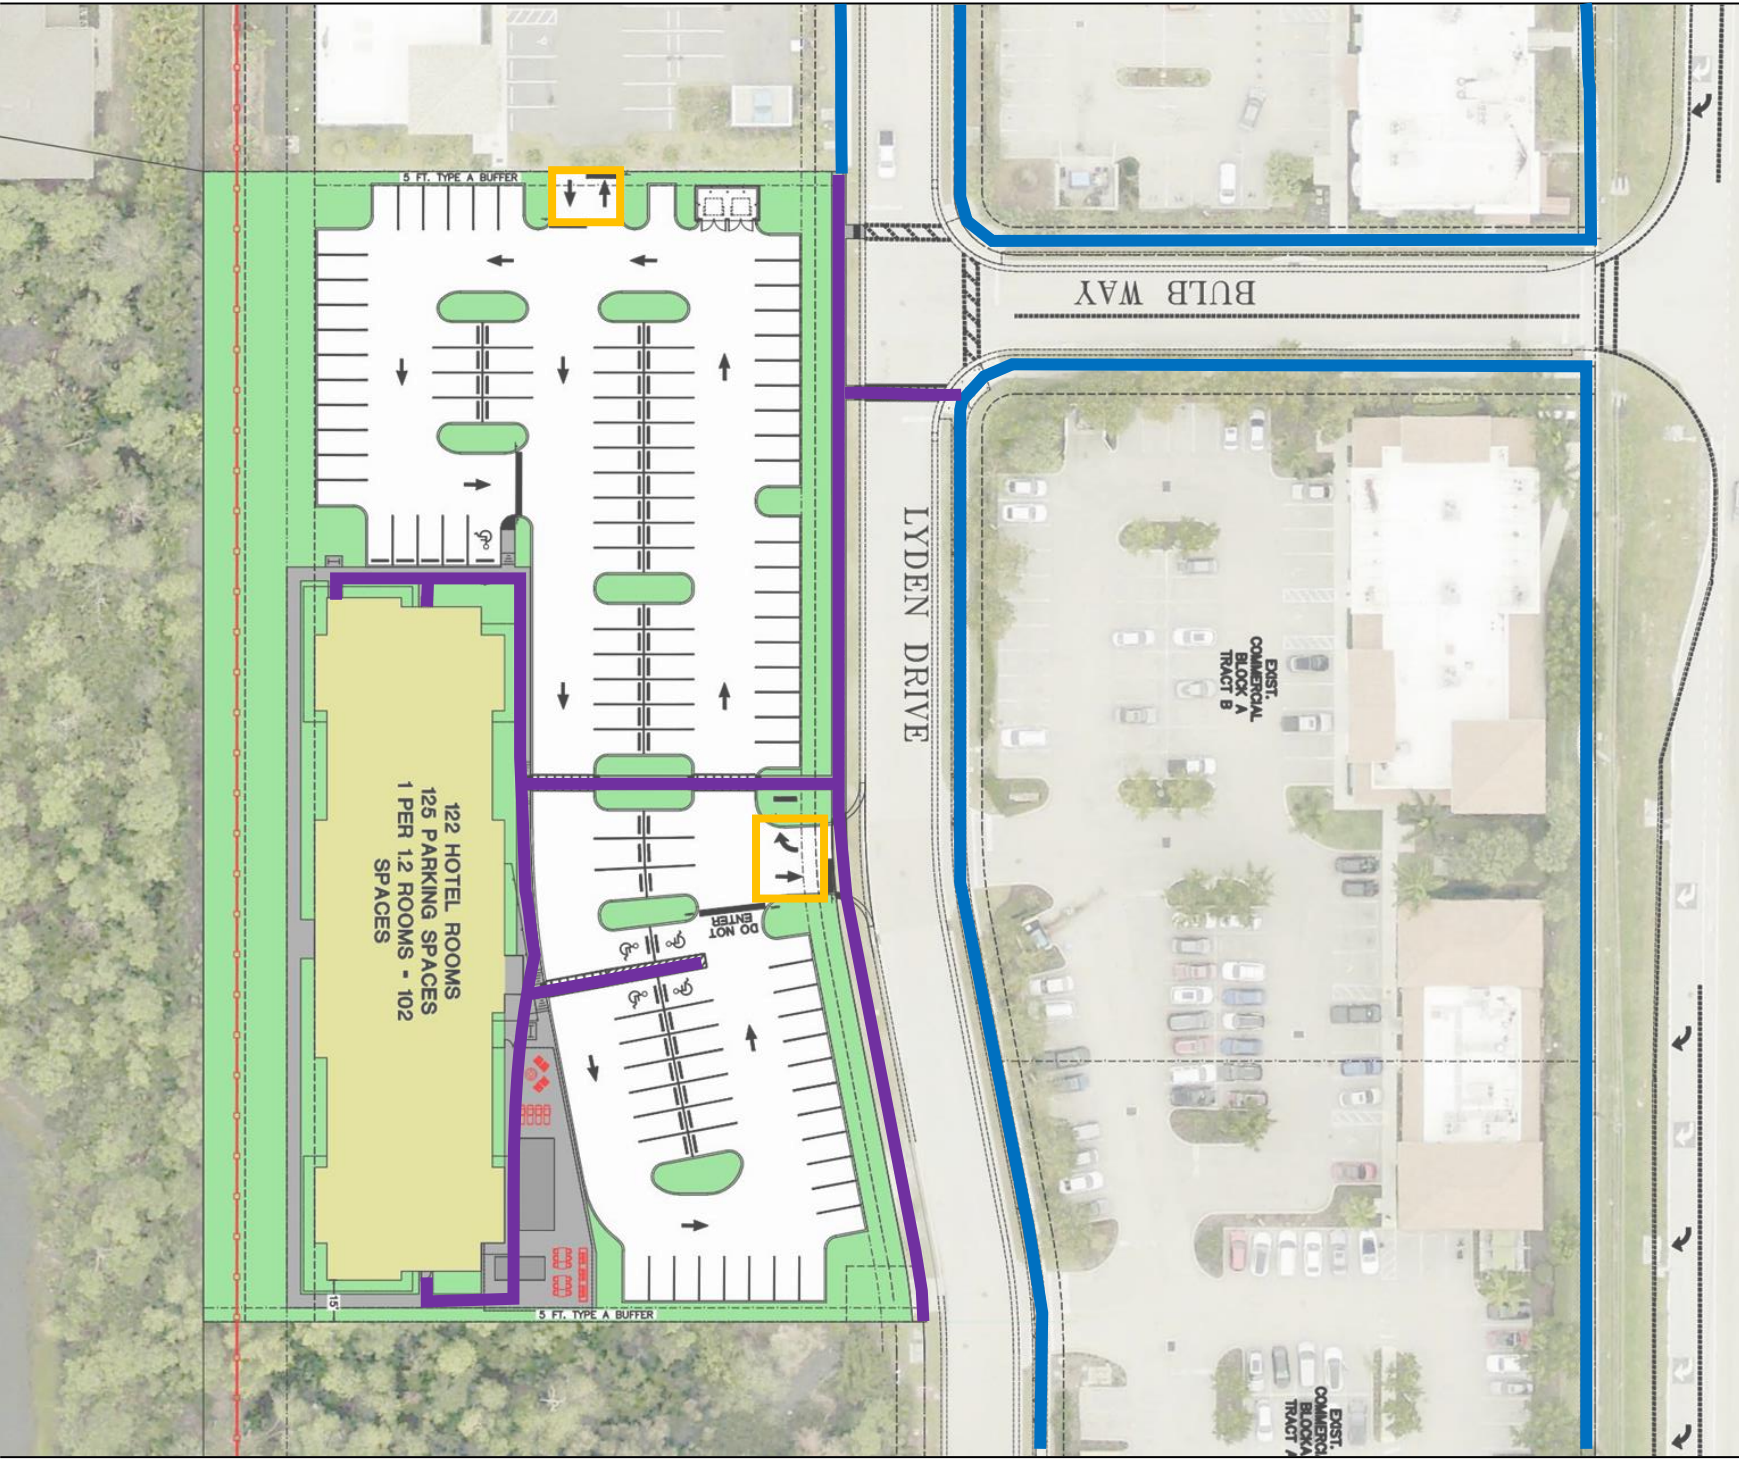 5 FT. TYPE A BUFFER
BULB WAY
LYDEN DRIVE
EXIST.
COMMERCIAL
BLOCK A
TRACT B
122 HOTEL ROOMS
125 PARKING SPACES
1 PER 1.2 ROOMS = 102
SPACES
DO NOT
ENTER
15'
5 FT. TYPE A BUFFER
EXIST.
COMMERCI
BLOCKA
TRACT